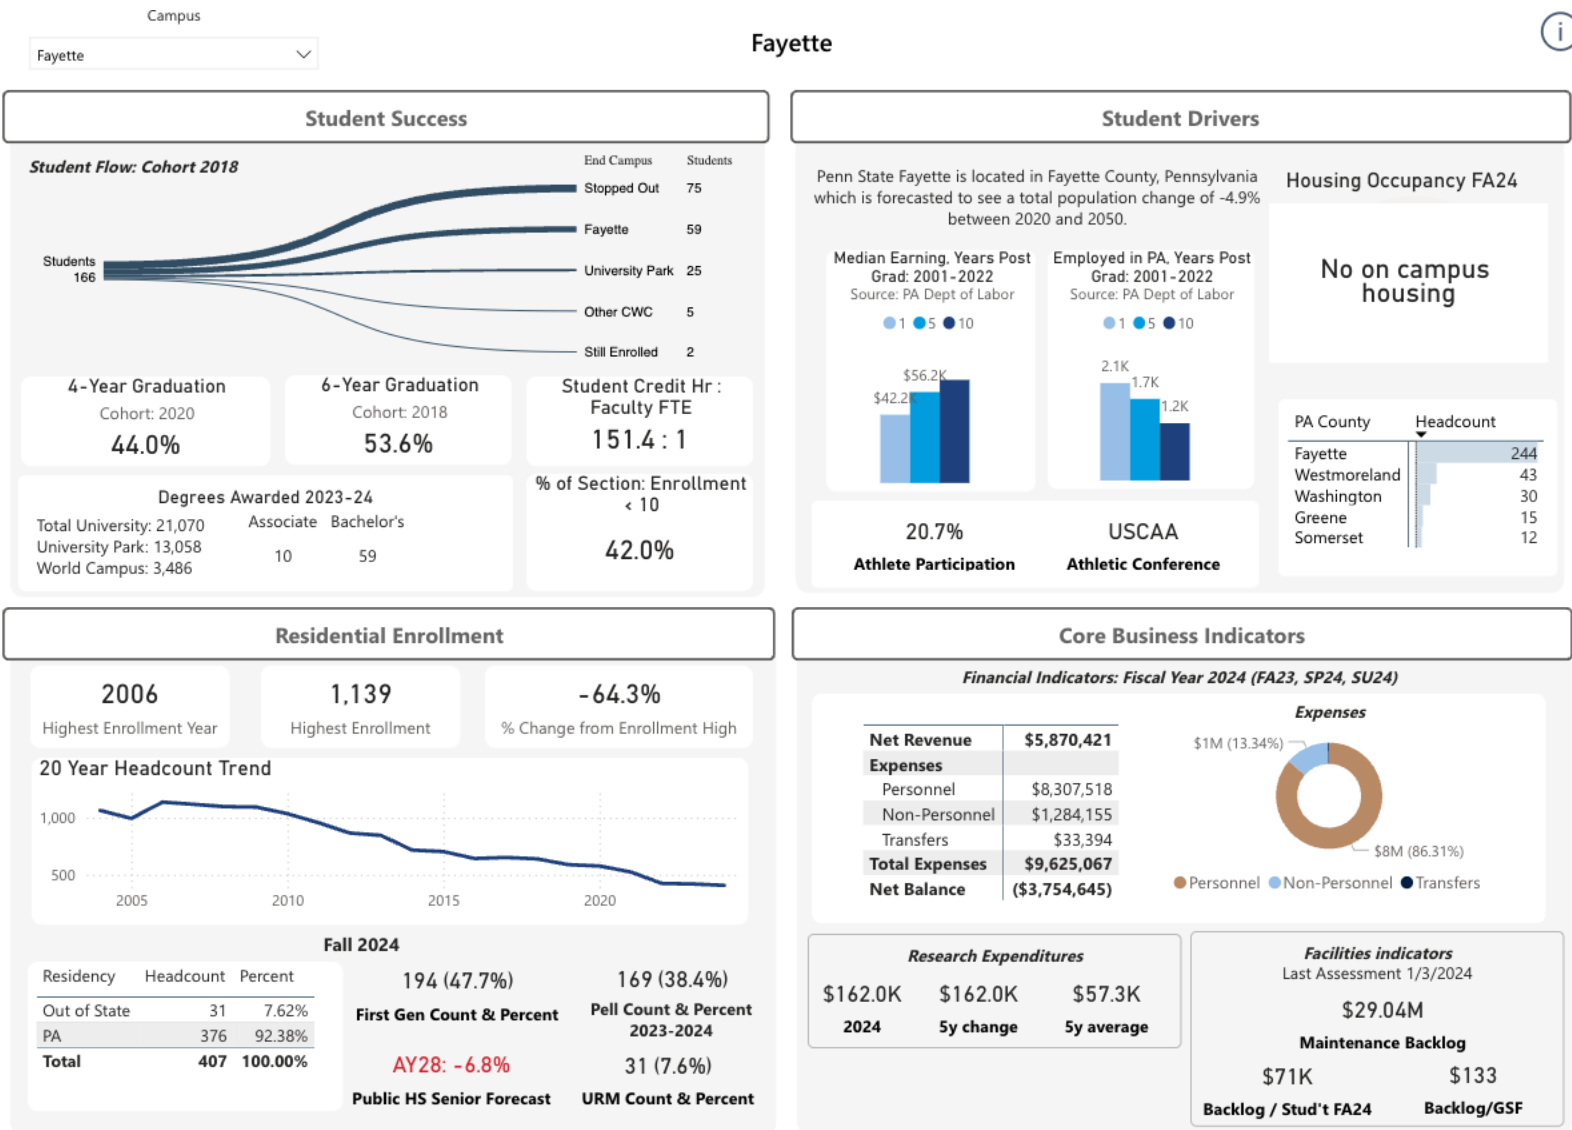 Campus
Fayette
Fayette
i
Student Success
Student Flow: Cohort 2018
End Campus Students
Stopped Out 75
Fayette 59
Students
166
University Park 25
Other CWC 5
Still Enrolled 2
4-Year Graduation
Cohort: 2020
44.0%
6-Year Graduation
Cohort: 2018
53.6%
Student Credit Hr :
Faculty FTE
151.4 : 1
Degrees Awarded 2023-24
Total University: 21,070
University Park: 13,058
World Campus: 3,486
Associate Bachelor's
10 59
% of Section: Enrollment
< 10
42.0%
Student Drivers
Penn State Fayette is located in Fayette County, Pennsylvania
which is forecasted to see a total population change of -4.9%
between 2020 and 2050.
Median Earning, Years Post
Grad: 2001-2022
Source: PA Dept of Labor
1 5 10
$56.2K
$42.2K
Employed in PA, Years Post
Grad: 2001-2022
Source: PA Dept of Labor
1 5 10
2.1K
1.7K
1.2K
20.7%
Athlete Participation
USCAA
Athletic Conference
Housing Occupancy FA24
No on campus
housing
PA County Headcount
Fayette 244
Westmoreland 43
Washington 30
Greene 15
Somerset 12
Residential Enrollment
2006
Highest Enrollment Year
1,139
Highest Enrollment
-64.3%
% Change from Enrollment High
20 Year Headcount Trend
1,000
500
2005 2010 2015 2020
Fall 2024
Residency Headcount Percent
Out of State 31 7.62%
PA 376 92.38%
Total 407 100.00%
194 (47.7%)
First Gen Count & Percent
169 (38.4%)
Pell Count & Percent
2023-2024
AY28: -6.8%
Public HS Senior Forecast
31 (7.6%)
URM Count & Percent
Core Business Indicators
Financial Indicators: Fiscal Year 2024 (FA23, SP24, SU24)
Net Revenue $5,870,421
Expenses
Personnel $8,307,518
Non-Personnel $1,284,155
Transfers $33,394
Total Expenses $9,625,067
Net Balance ($3,754,645)
Expenses
$1M (13.34%)
$8M (86.31%)
Personnel Non-Personnel Transfers
Research Expenditures
$162.0K $162.0K $57.3K
2024 5y change 5y average
Facilities indicators
Last Assessment 1/3/2024
$29.04M
Maintenance Backlog
$71K $133
Backlog / Stud't FA24 Backlog/GSF